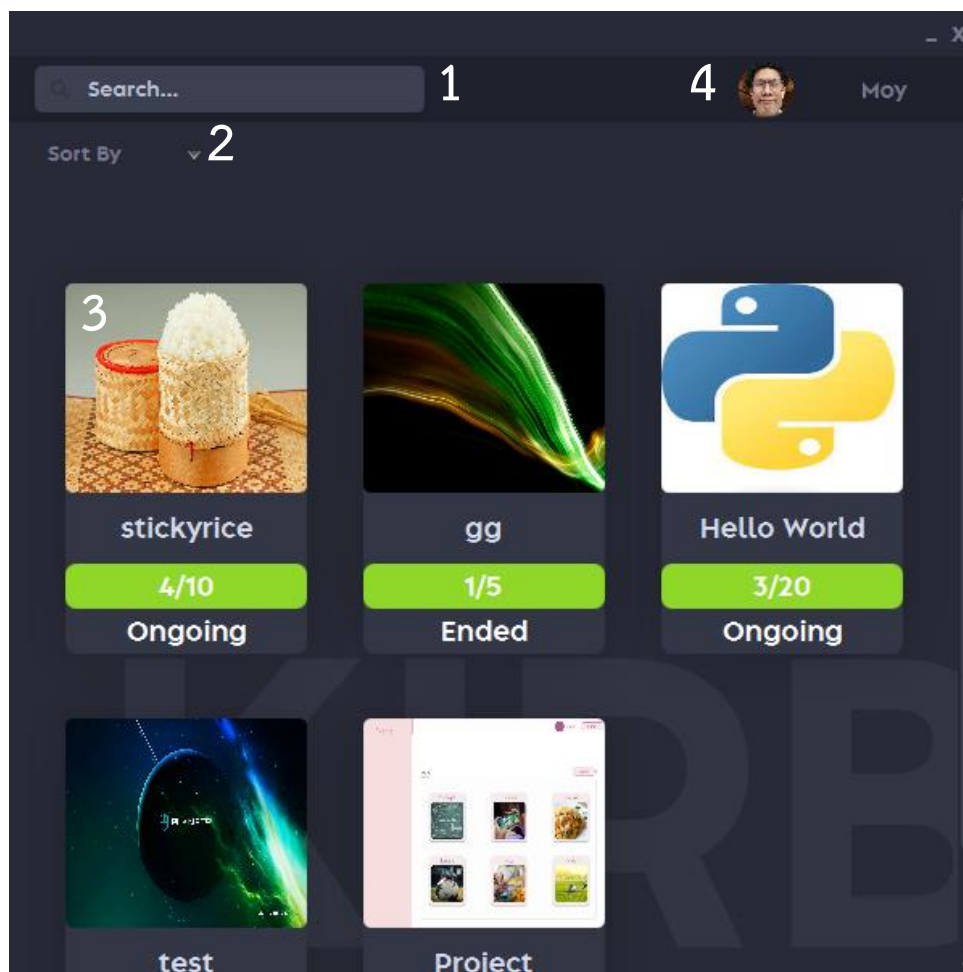 _ X
Search... 1 4 Moy
Sort By 2
3
stickyrice gg Hello World
4/10 1/5 3/20
Ongoing Ended Ongoing
KIRB
test Project